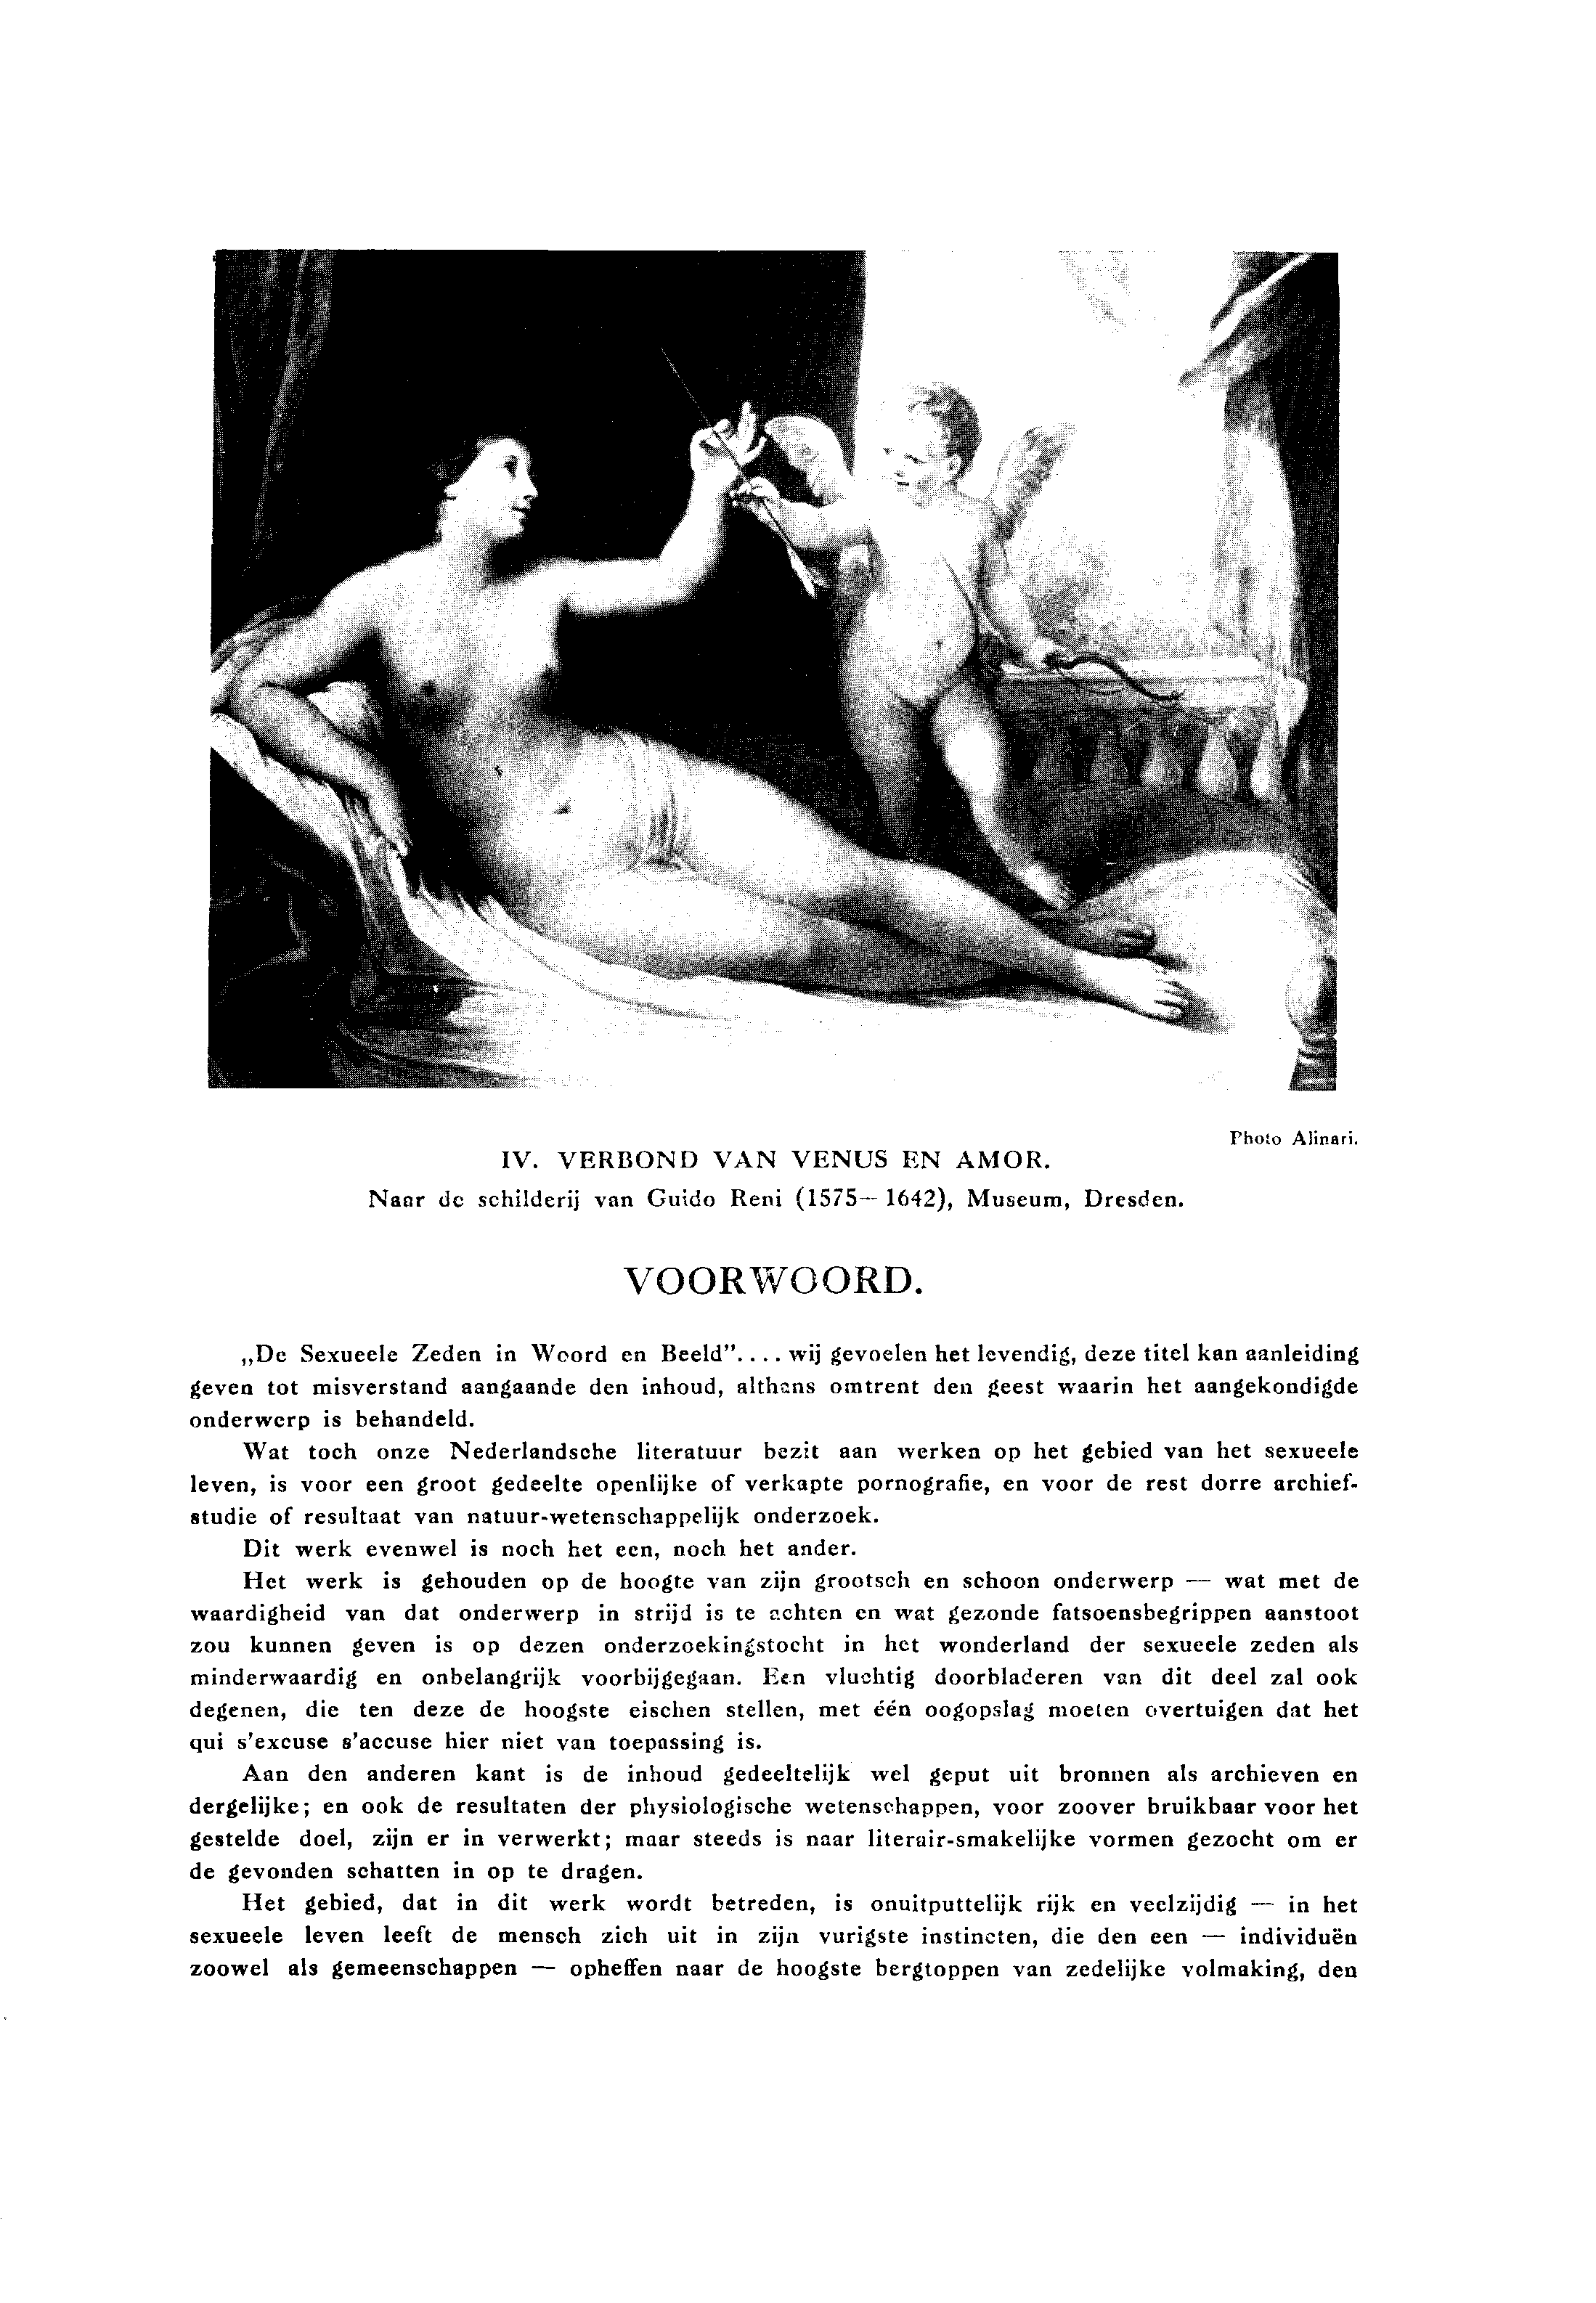 Photo Alinari.
IV. VERBOND VAN VENUS EN AMOR.
Naar de schilderij van Guido Reni (1575—1642), Museum, Dresden.
VOORWOORD.
„De Sexueele Zeden in Woord en Beeld".... wij gevoelen het levendig, deze titel kan aanleiding
geven tot misverstand aangaande den inhoud, althans omtrent den geest waarin het aangekondigde
onderwerp is behandeld.
Wat toch onze Nederlandsche literatuur bezit aan werken op het gebied van het sexueele
leven, is voor een groot gedeelte openlijke of verkapte pornografie, en voor de rest dorre archief-
studie of resultaat van natuur-wetenschappelijk onderzoek.
Dit werk evenwel is noch het een, noch het ander.
Het werk is gehouden op de hoogte van zijn grootsch en schoon onderwerp — wat met de
waardigheid van dat onderwerp in strijd is te achten en wat gezonde fatsoensbegrippen aanstoot
zou kunnen geven is op dezen onderzoekingstocht in het wonderland der sexueele zeden als
minderwaardig en onbelangrijk voorbijgegaan. Een vluchtig doorbladeren van dit deel zal ook
degenen, die ten deze de hoogste eischen stellen, met één oogopslag moeten overtuigen dat het
qui s'excuse s'accuse hier niet van toepassing is.
Aan den anderen kant is de inhoud gedeeltelijk wel geput uit bronnen als archieven en
dergelijke; en ook de resultaten der physiologische wetenschappen, voor zoover bruikbaar voor het
gestelde doel, zijn er in verwerkt; maar steeds is naar literair-smakelijke vormen gezocht om er
de gevonden schatten in op te dragen.
Het gebied, dat in dit werk wordt betreden, is onuitputtelijk rijk en veelzijdig — in het
sexueele leven leeft de mensch zich uit in zijn vurigste instincten, die den een — individuën
zoowel als gemeenschappen — opheffen naar de hoogste bergtoppen van zedelijke volmaking, den